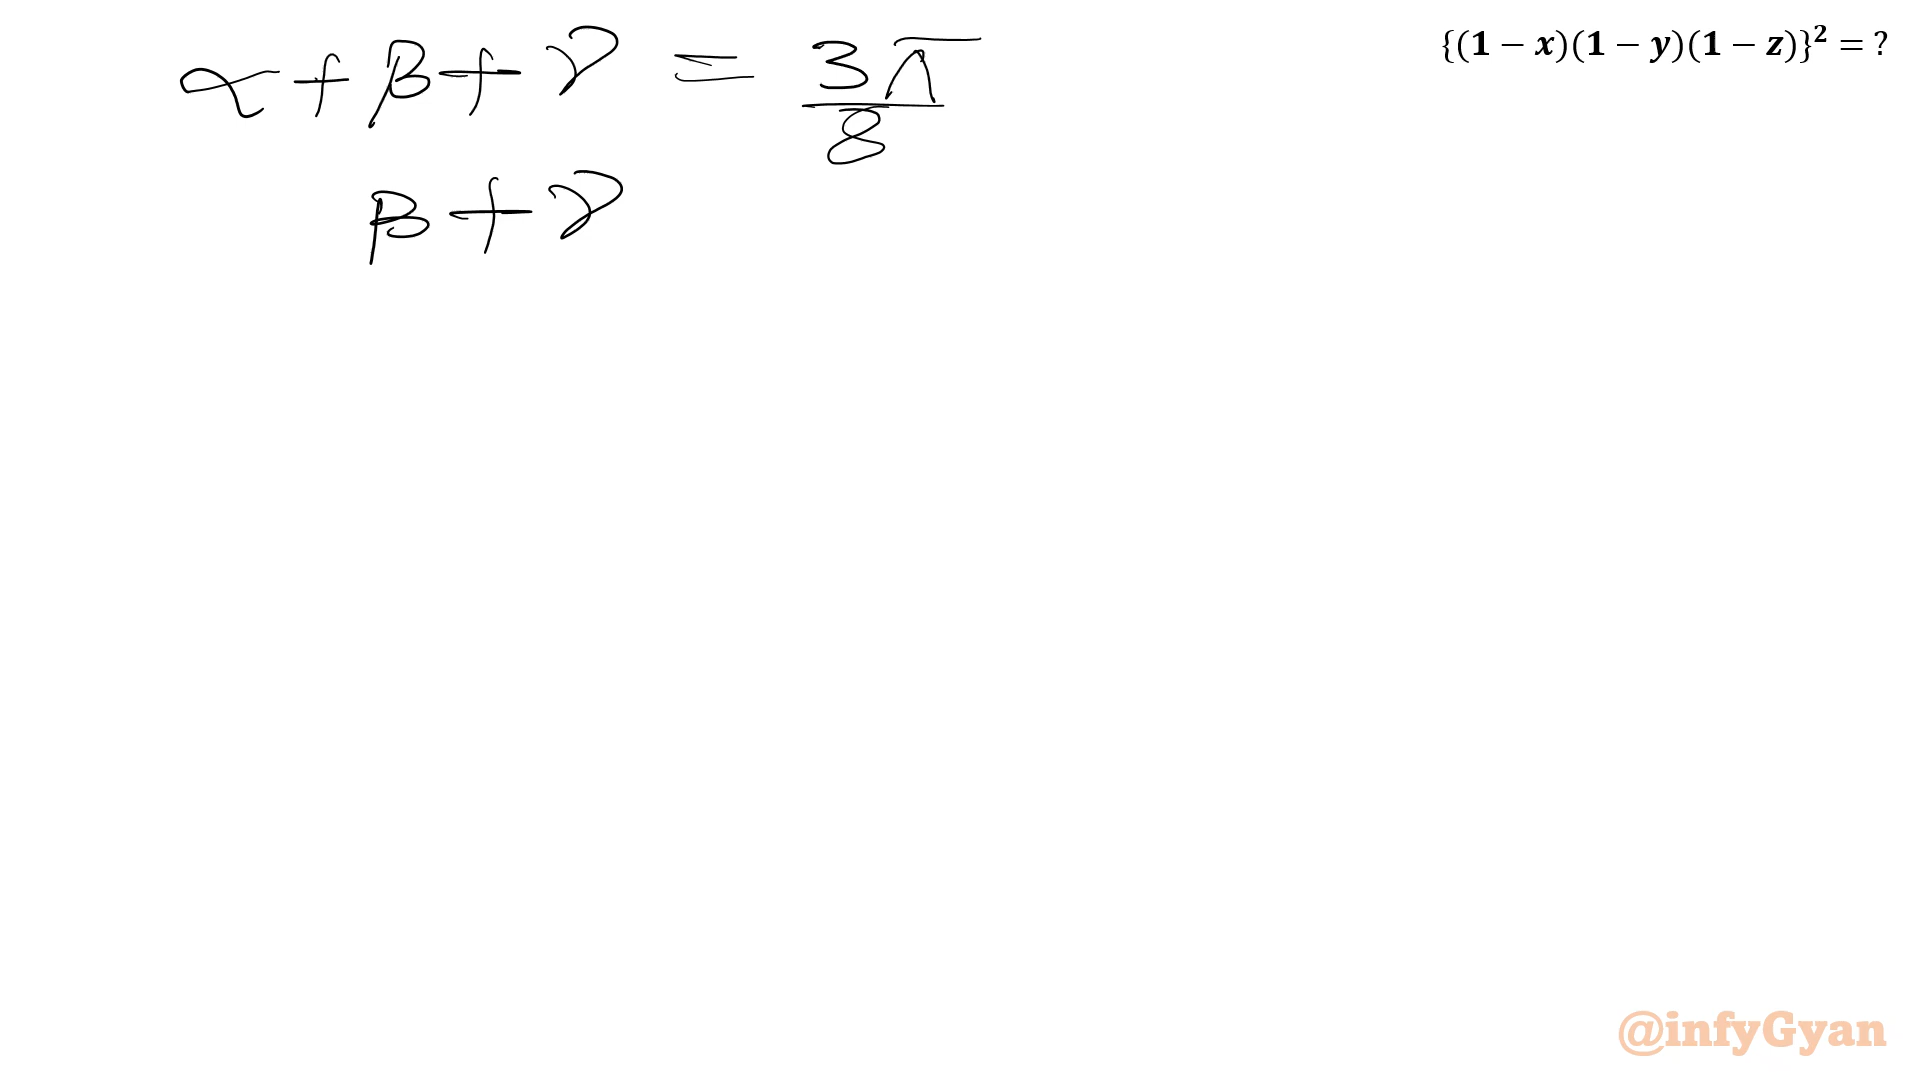 α + β + γ = 3π/8
{(1 − x)(1 − y)(1 − z)}² = ?
β + γ
@infyGyan